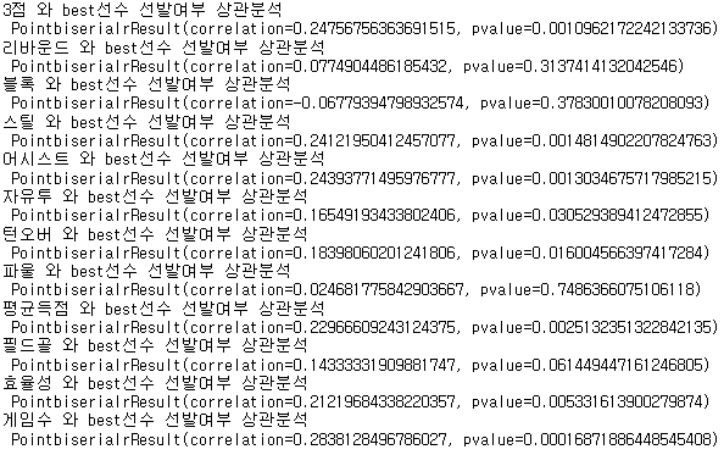 3점 와 best선수 선발여부 상관분석
PointbiserialrResult(correlation=0.24756756363691515, pvalue=0.0010962172242133736)
리바운드 와 best선수 선발여부 상관분석
PointbiserialrResult(correlation=0.0774904486185432, pvalue=0.3137414132042546)
블록 와 best선수 선발여부 상관분석
PointbiserialrResult(correlation=-0.06779394798932574, pvalue=0.37830010078208093)
스틸 와 best선수 선발여부 상관분석
PointbiserialrResult(correlation=0.24121950412457077, pvalue=0.0014814902207824763)
어시스트 와 best선수 선발여부 상관분석
PointbiserialrResult(correlation=0.24393771495976777, pvalue=0.0013034675717985215)
자유투 와 best선수 선발여부 상관분석
PointbiserialrResult(correlation=0.16549193433802406, pvalue=0.030529389412472855)
턴오버 와 best선수 선발여부 상관분석
PointbiserialrResult(correlation=0.18398060201241806, pvalue=0.016004566397417284)
파울 와 best선수 선발여부 상관분석
PointbiserialrResult(correlation=0.024681775842903667, pvalue=0.7486366075106118)
평균득점 와 best선수 선발여부 상관분석
PointbiserialrResult(correlation=0.22966609243124375, pvalue=0.0025132351322842135)
필드골 와 best선수 선발여부 상관분석
PointbiserialrResult(correlation=0.14333331909881747, pvalue=0.061449447161246805)
효율성 와 best선수 선발여부 상관분석
PointbiserialrResult(correlation=0.21219684338220357, pvalue=0.005331613900279874)
게임수 와 best선수 선발여부 상관분석
PointbiserialrResult(correlation=0.2838128496786027, pvalue=0.00016871886448545408)